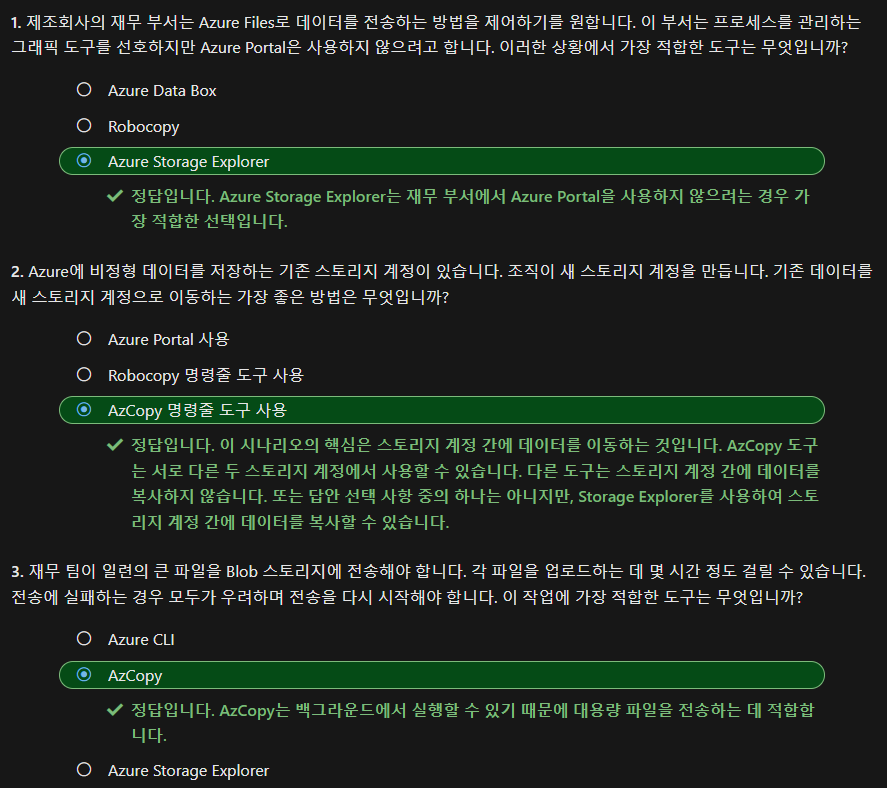 1. 제조회사의 재무 부서는 Azure Files로 데이터를 전송하는 방법을 제어하기를 원합니다. 이 부서는 프로세스를 관리하는
그래픽 도구를 선호하지만 Azure Portal은 사용하지 않으려고 합니다. 이러한 상황에서 가장 적합한 도구는 무엇입니까?
Azure Data Box
Robocopy
Azure Storage Explorer
정답입니다. Azure Storage Explorer는 재무 부서에서 Azure Portal을 사용하지 않으려는 경우 가
장 적합한 선택입니다.
2. Azure에 비정형 데이터를 저장하는 기존 스토리지 계정이 있습니다. 조직이 새 스토리지 계정을 만듭니다. 기존 데이터를
새 스토리지 계정으로 이동하는 가장 좋은 방법은 무엇입니까?
Azure Portal 사용
Robocopy 명령줄 도구 사용
AzCopy 명령줄 도구 사용
정답입니다. 이 시나리오의 핵심은 스토리지 계정 간에 데이터를 이동하는 것입니다. AzCopy 도구
는 서로 다른 두 스토리지 계정에서 사용할 수 있습니다. 다른 도구는 스토리지 계정 간에 데이터를
복사하지 않습니다. 또는 답안 선택 사항 중의 하나는 아니지만, Storage Explorer를 사용하여 스토
리지 계정 간에 데이터를 복사할 수 있습니다.
3. 재무 팀이 일련의 큰 파일을 Blob 스토리지에 전송해야 합니다. 각 파일을 업로드하는 데 몇 시간 정도 걸릴 수 있습니다.
전송에 실패하는 경우 모두가 우려하며 전송을 다시 시작해야 합니다. 이 작업에 가장 적합한 도구는 무엇입니까?
Azure CLI
AzCopy
정답입니다. AzCopy는 백그라운드에서 실행할 수 있기 때문에 대용량 파일을 전송하는 데 적합합
니다.
Azure Storage Explorer